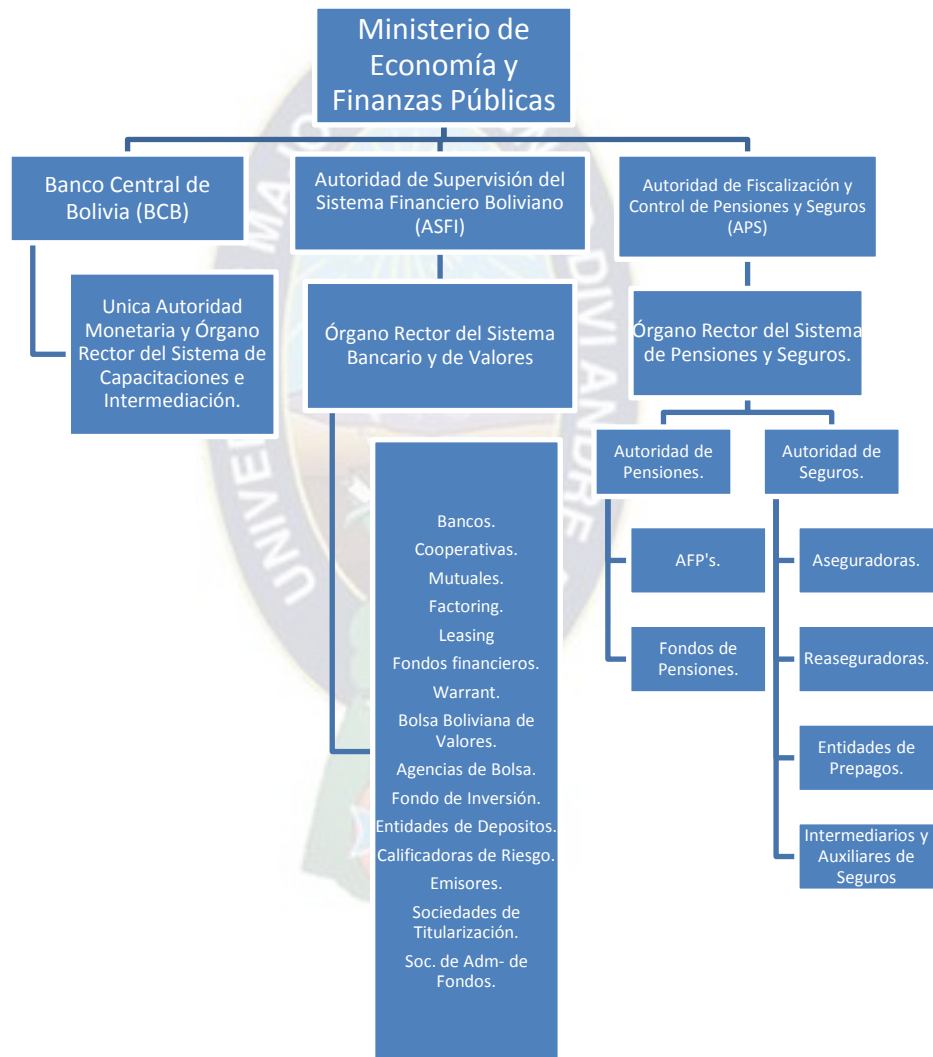 Ministerio de
Economía y
Finanzas Públicas
Banco Central de
Bolivia (BCB)
Autoridad de Supervisión del
Sistema Financiero Boliviano
(ASFI)
Autoridad de Fiscalización y
Control de Pensiones y Seguros
(APS)
Unica Autoridad
Monetaria y Órgano
Rector del Sistema de
Capacitaciones e
Intermediación.
Órgano Rector del Sistema
Bancario y de Valores
Órgano Rector del Sistema
de Pensiones y Seguros.
Bancos.
Cooperativas.
Mutuales.
Factoring.
Leasing
Fondos financieros.
Warrant.
Bolsa Boliviana de
Valores.
Agencias de Bolsa.
Fondo de Inversión.
Entidades de Depositos.
Calificadoras de Riesgo.
Emisores.
Sociedades de
Titularización.
Soc. de Adm- de
Fondos.
Autoridad de
Pensiones.
AFP's.
Fondos de
Pensiones.
Autoridad de
Seguros.
Aseguradoras.
Reaseguradoras.
Entidades de
Prepagos.
Intermediarios y
Auxiliares de
Seguros